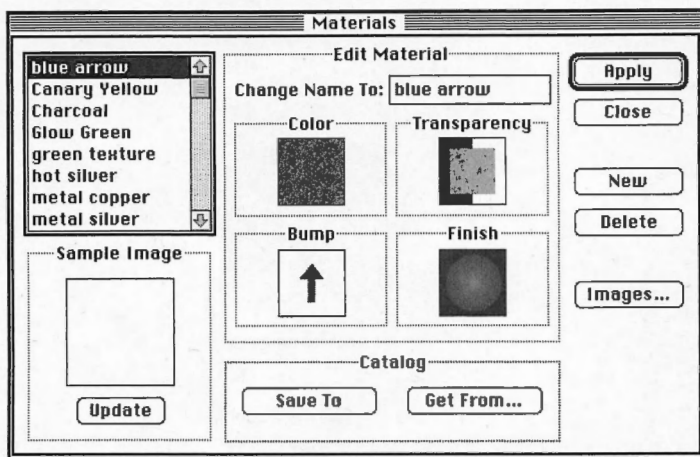 Materials
blue arrow
Canary Yellow
Charcoal
Glow Green
green texture
hot silver
metal copper
metal silver
Sample Image
Update
Edit Material
Change Name To: blue arrow
Color
Transparency
Bump
Finish
Catalog
Save To
Get From...
Apply
Close
New
Delete
Images...